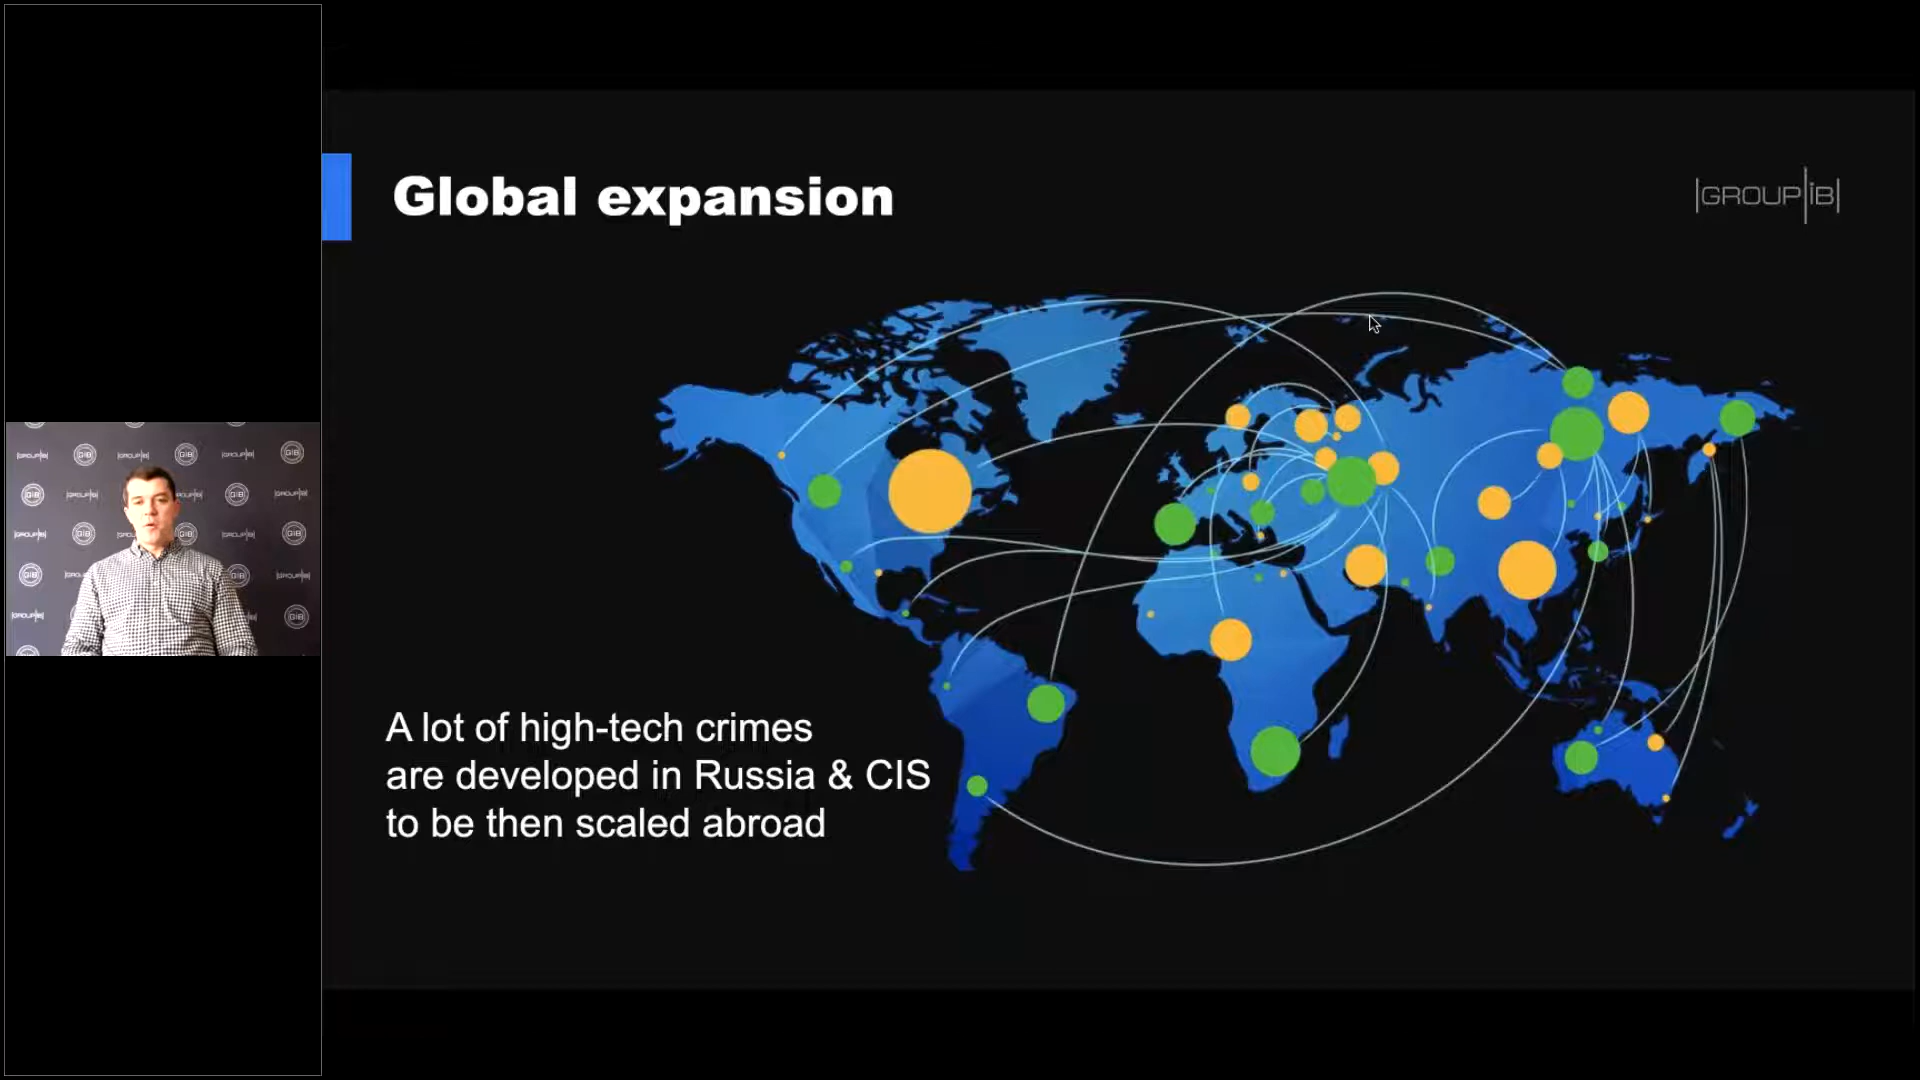 Global expansion
|GROUP|iB|
A lot of high-tech crimes
are developed in Russia & CIS
to be then scaled abroad